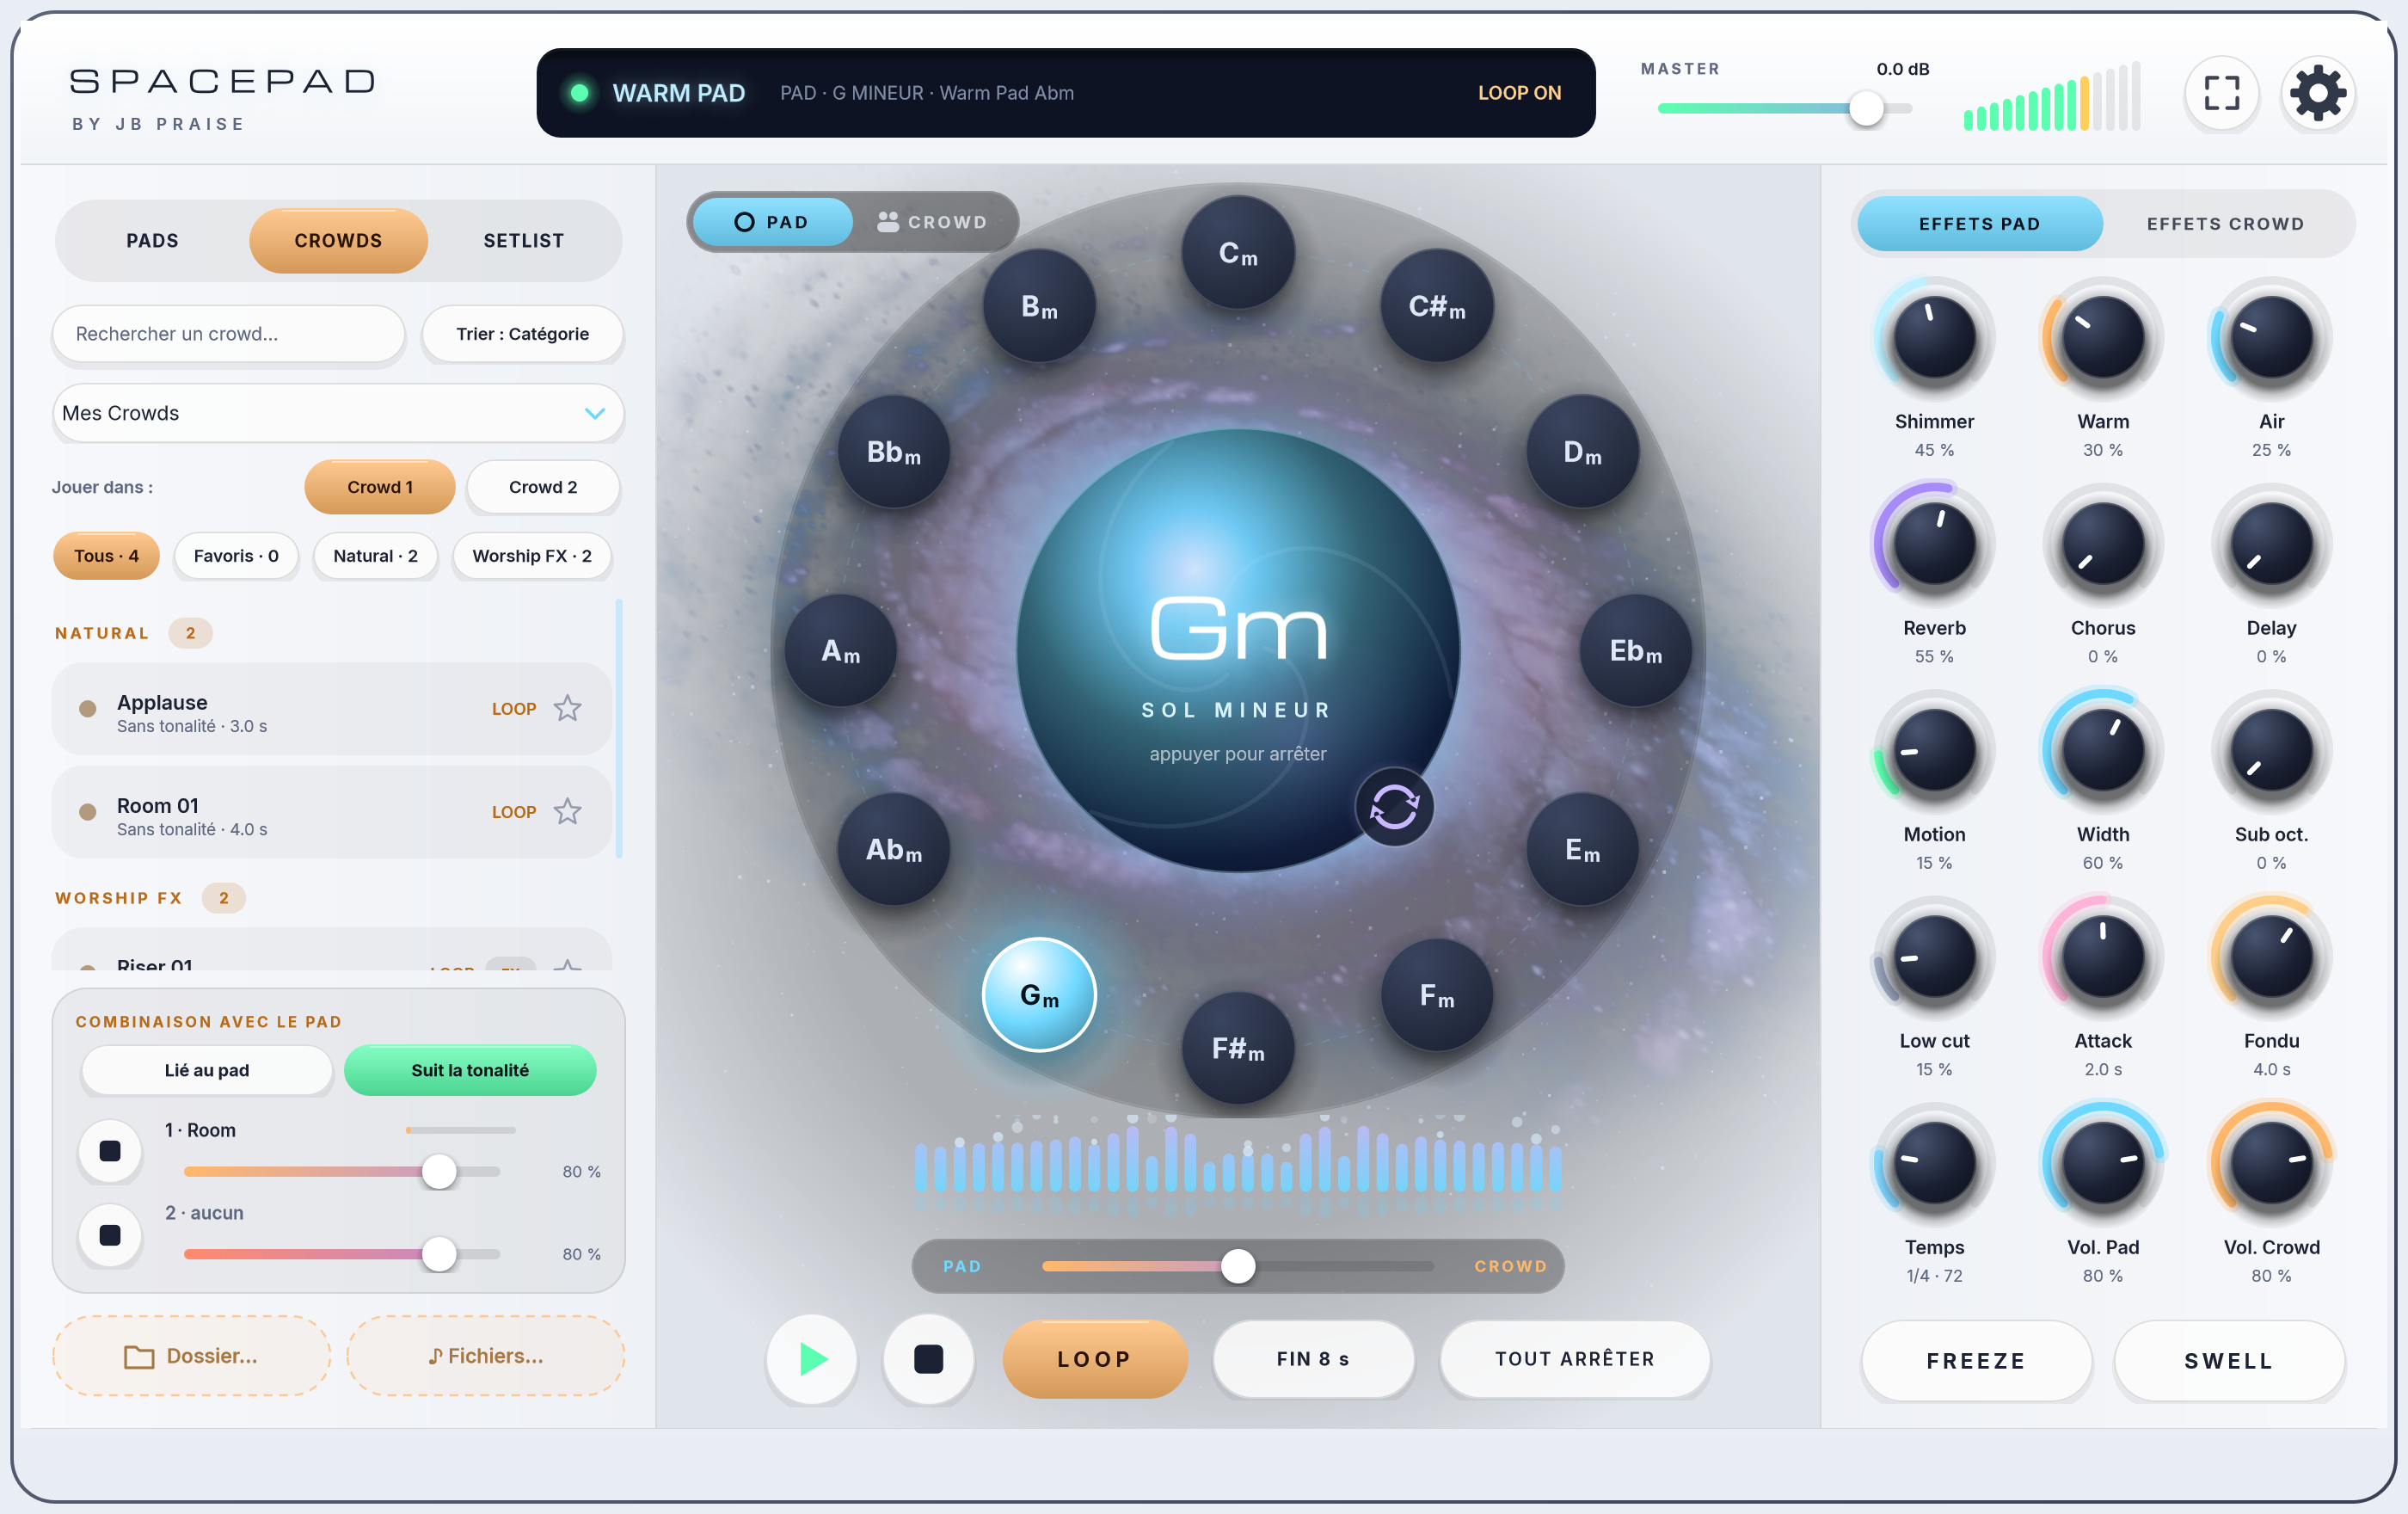 SPACEPAD
BY JB PRAISE
WARM PAD PAD · G MINEUR · Warm Pad Abm LOOP ON
MASTER 0.0 dB
PADS CROWDS SETLIST
Rechercher un crowd... Trier : Catégorie
Mes Crowds
Jouer dans : Crowd 1 Crowd 2
Tous · 4 Favoris · 0 Natural · 2 Worship FX · 2
NATURAL 2
Applause LOOP
Sans tonalité · 3.0 s
Room 01 LOOP
Sans tonalité · 4.0 s
WORSHIP FX 2
Riser 01 LOOP
COMBINAISON AVEC LE PAD
Lié au pad Suit la tonalité
1 · Room
80 %
2 · aucun
80 %
Dossier... Fichiers...
PAD CROWD
Cm
C#m
Dm
Ebm
Em
Fm
F#m
Gm
Abm
Am
Bbm
Bm
Gm
SOL MINEUR
appuyer pour arrêter
PAD CROWD
LOOP FIN 8 s TOUT ARRÊTER
EFFETS PAD EFFETS CROWD
Shimmer Warm Air
45 % 30 % 25 %
Reverb Chorus Delay
55 % 0 % 0 %
Motion Width Sub oct.
15 % 60 % 0 %
Low cut Attack Fondu
15 % 2.0 s 4.0 s
Temps Vol. Pad Vol. Crowd
1/4 · 72 80 % 80 %
FREEZE SWELL